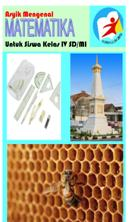 Asyik Mengenal
MATEMATIKA
Untuk Siswa Kelas IV SD/MI